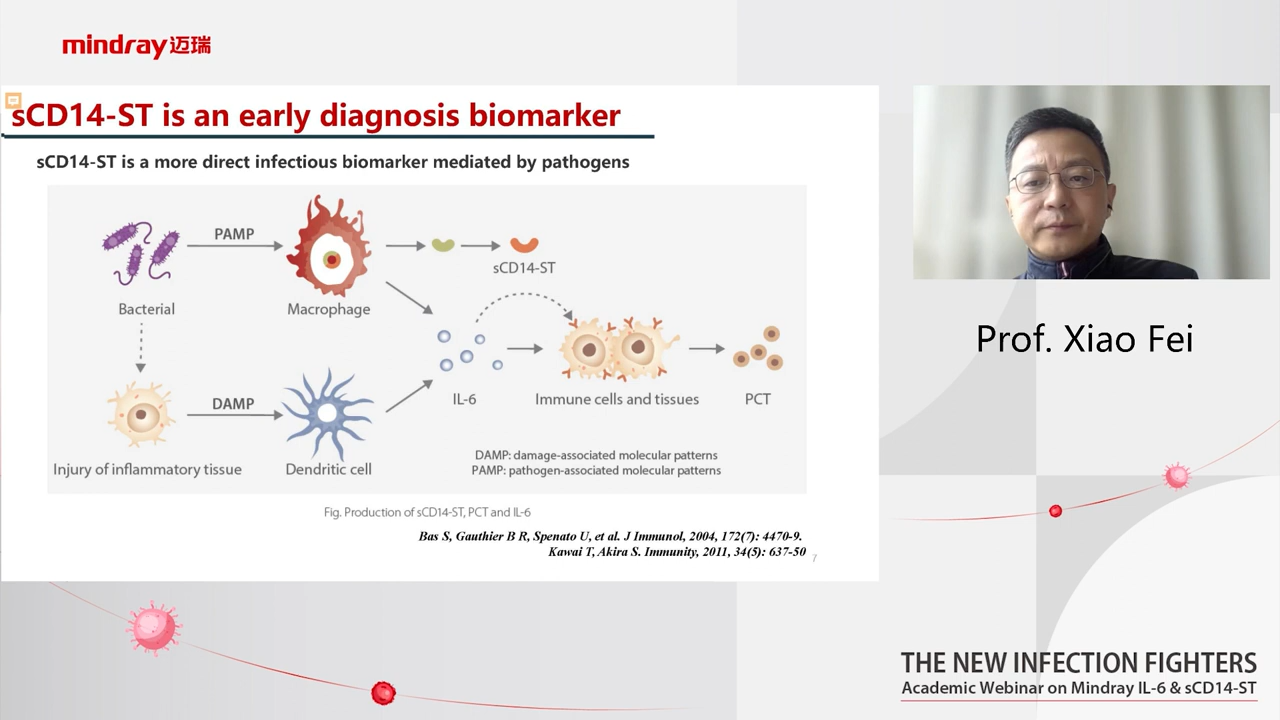 mindray迈瑞
sCD14-ST is an early diagnosis biomarker
sCD14-ST is a more direct infectious biomarker mediated by pathogens
PAMP
sCD14-ST
Bacterial
Macrophage
DAMP
IL-6
Immune cells and tissues
PCT
Injury of inflammatory tissue
Dendritic cell
DAMP: damage-associated molecular patterns
PAMP: pathogen-associated molecular patterns
Fig. Production of sCD14-ST, PCT and IL-6
Bas S, Gauthier B R, Spenato U, et al. J Immunol, 2004, 172(7): 4470-9.
Kawai T, Akira S. Immunity, 2011, 34(5): 637-50
7
Prof. Xiao Fei
THE NEW INFECTION FIGHTERS
Academic Webinar on Mindray IL-6 & sCD14-ST